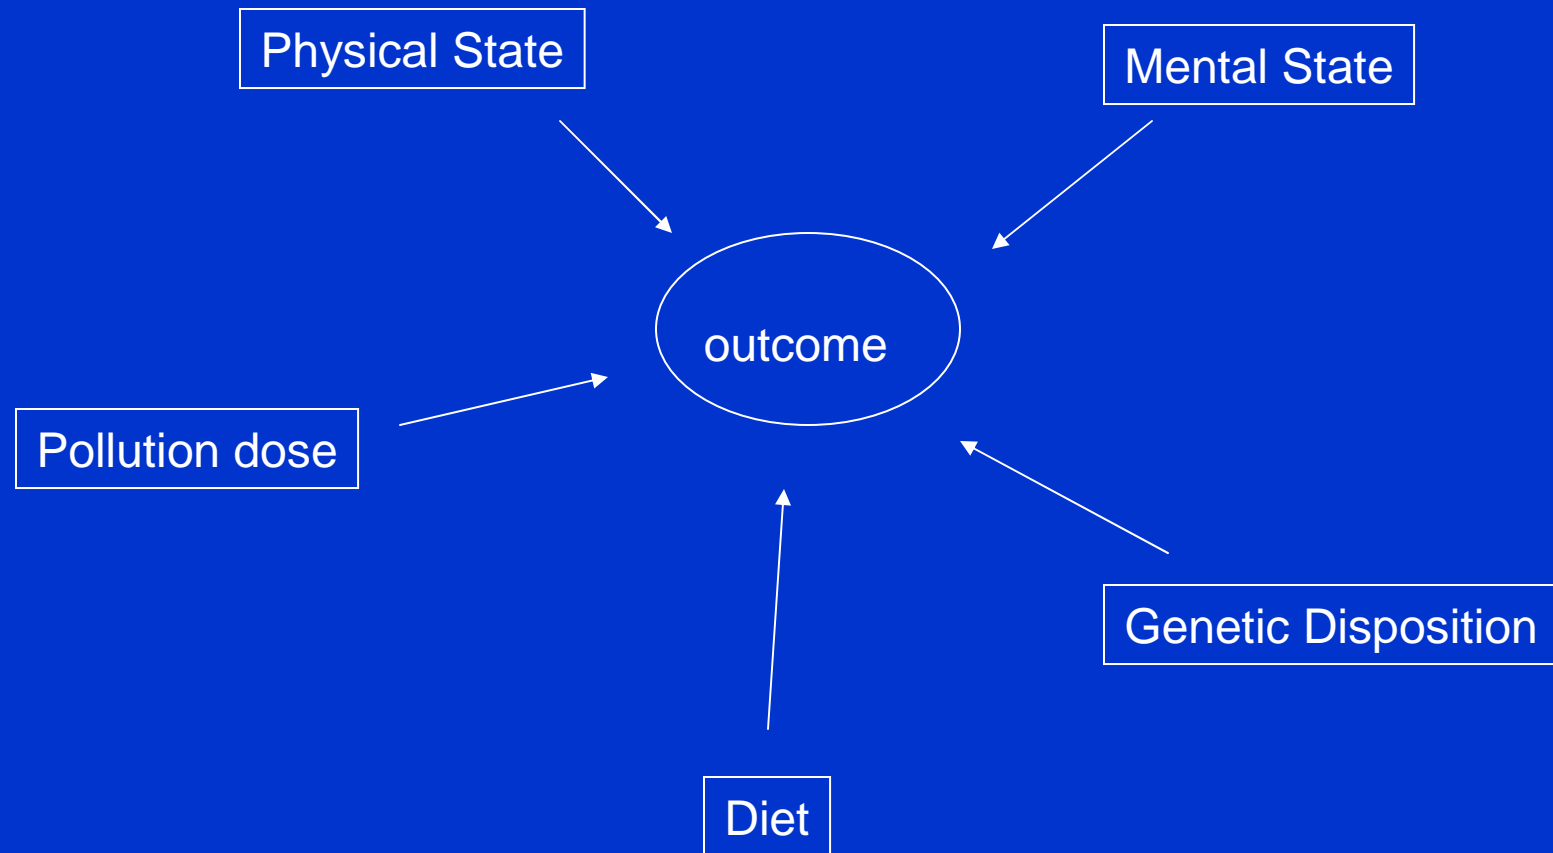 Physical State
Mental State
outcome
Pollution dose
Genetic Disposition
Diet